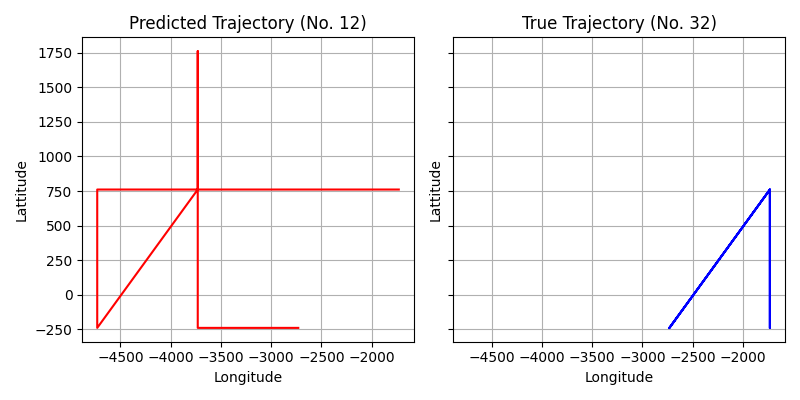 Predicted Trajectory (No. 12)
True Trajectory (No. 32)
1750
1500
1250
1000
750
500
250
0
−250
Lattitude
Lattitude
−4500 −4000 −3500 −3000 −2500 −2000
−4500 −4000 −3500 −3000 −2500 −2000
Longitude
Longitude